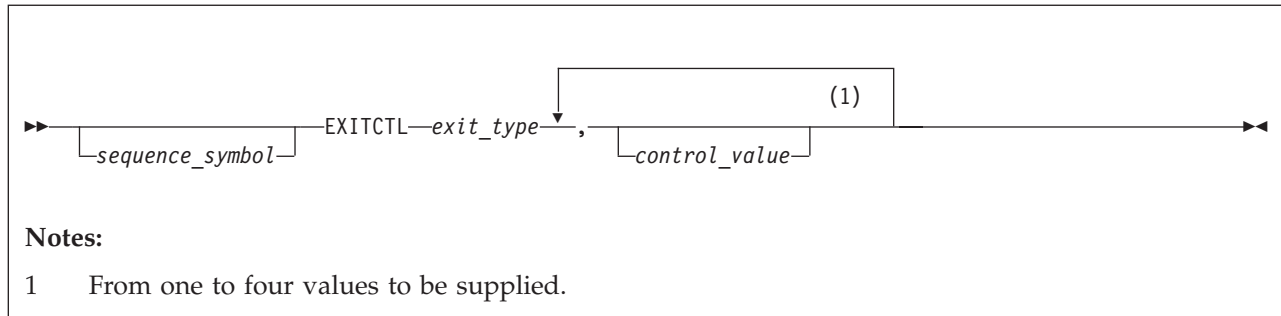 (1)
EXITCTL exit_type ,
sequence_symbol control_value
Notes:
1 From one to four values to be supplied.